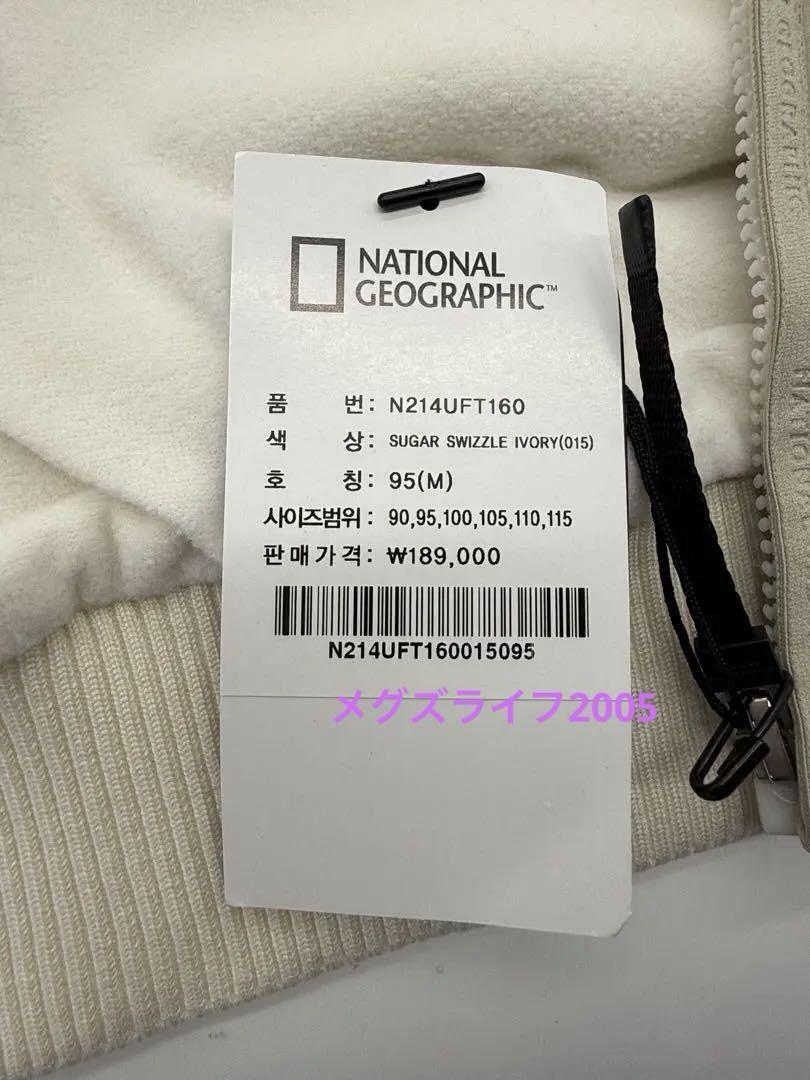 NATIONAL
GEOGRAPHIC™
품 번: N214UFT160
색 상: SUGAR SWIZZLE IVORY(015)
호 칭: 95(M)
사이즈범위: 90,95,100,105,110,115
판매가격: ₩189,000
N214UFT160015095
メグズライフ2005